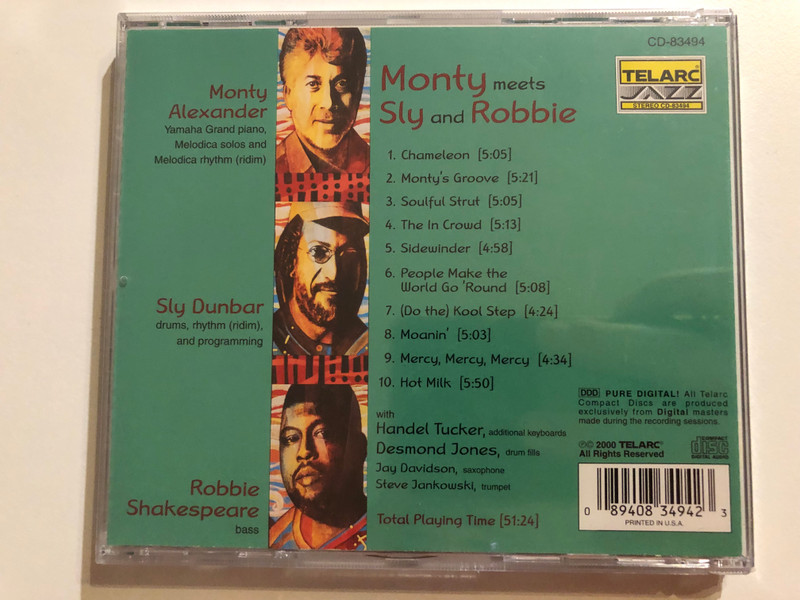 CD-83494
TELARC®
JAZZ
STEREO CD-83494
Monty
Alexander
Yamaha Grand piano,
Melodica solos and
Melodica rhythm (ridim)
Sly Dunbar
drums, rhythm (ridim),
and programming
Robbie
Shakespeare
bass
Monty meets
Sly and Robbie
1. Chameleon [5:05]
2. Monty's Groove [5:21]
3. Soulful Strut [5:05]
4. The In Crowd [5:13]
5. Sidewinder [4:58]
6. People Make the
World Go 'Round [5:08]
7. (Do the) Kool Step [4:24]
8. Moanin' [5:03]
9. Mercy, Mercy, Mercy [4:34]
10. Hot Milk [5:50]
with
Handel Tucker, additional keyboards
Desmond Jones, drum fills
Jay Davidson, saxophone
Steve Jankowski, trumpet
Total Playing Time [51:24]
DDD PURE DIGITAL! All Telarc
Compact Discs are produced
exclusively from Digital masters
made during the recording sessions.
℗© 2000 TELARC®
All Rights Reserved
COMPACT
disc
DIGITAL AUDIO
0 89408 34942 3
PRINTED IN U.S.A.